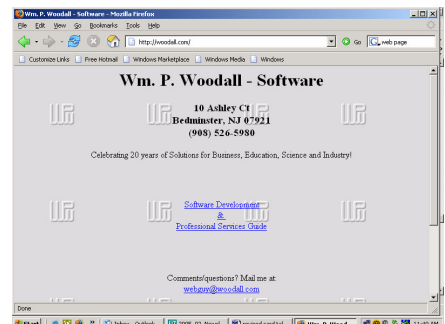 Wm. P. Woodall - Software - Mozilla Firefox
File Edit View Go Bookmarks Tools Help
http://woodall.com/ Go web page
Customize Links Free Hotmail Windows Marketplace Windows Media Windows
Wm. P. Woodall - Software
10 Ashley Ct
Bedminster, NJ 07921
(908) 526-5980
Celebrating 20 years of Solutions for Business, Education, Science and Industry!
Software Development
&
Professional Services Guide
Comments/questions? Mail me at:
webguy@woodall.com
Done